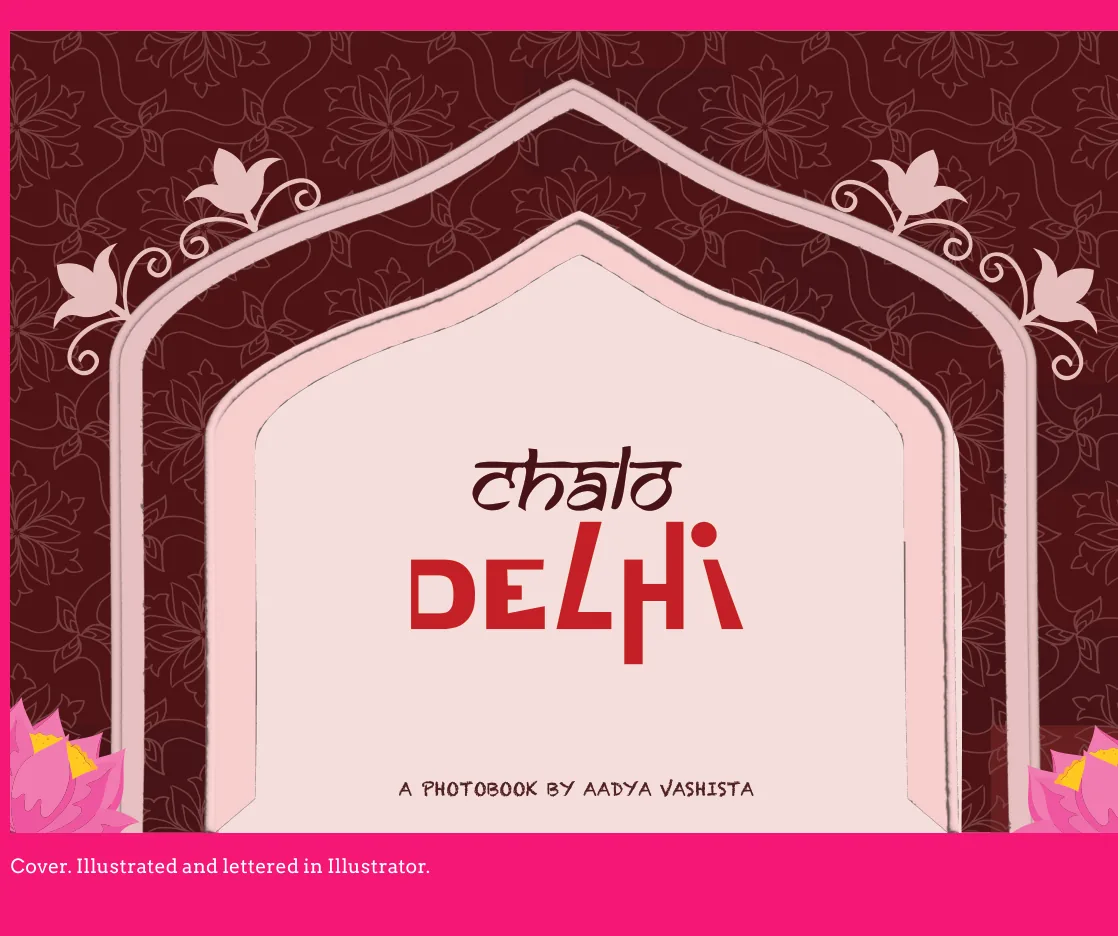 chalo
DELHi
A PHOTOBOOK BY AADYA VASHISTA
Cover. Illustrated and lettered in Illustrator.